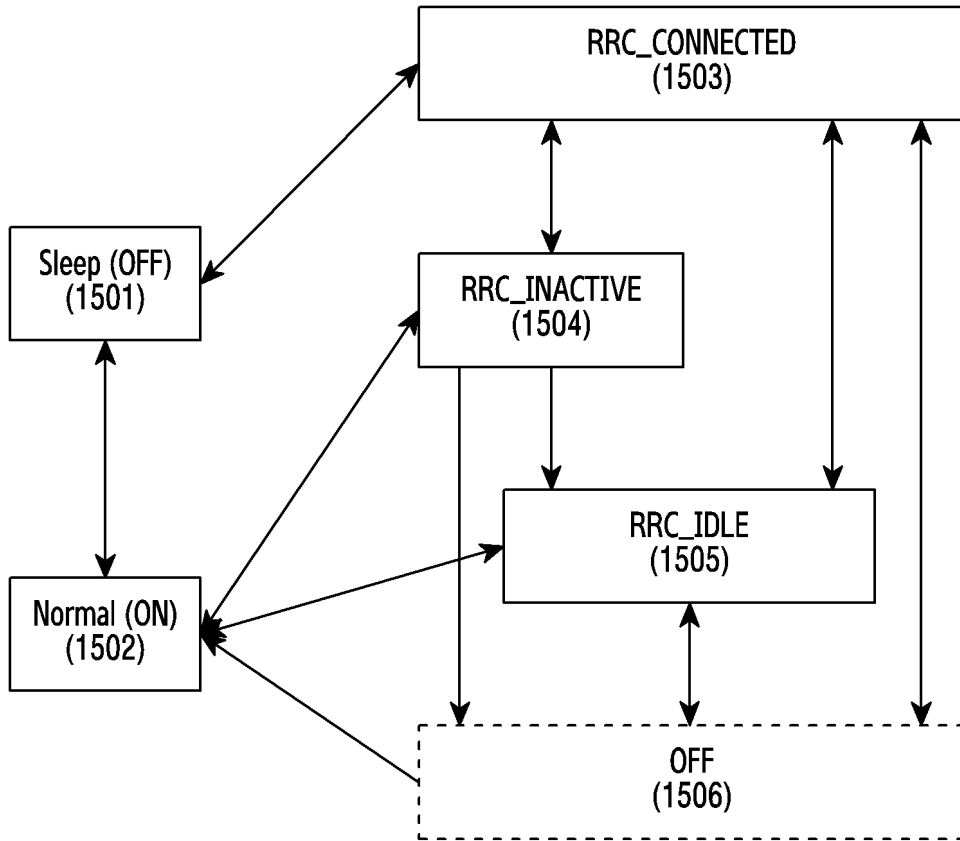 RRC_CONNECTED
(1503)
Sleep (OFF)
(1501)
RRC_INACTIVE
(1504)
RRC_IDLE
(1505)
Normal (ON)
(1502)
OFF
(1506)